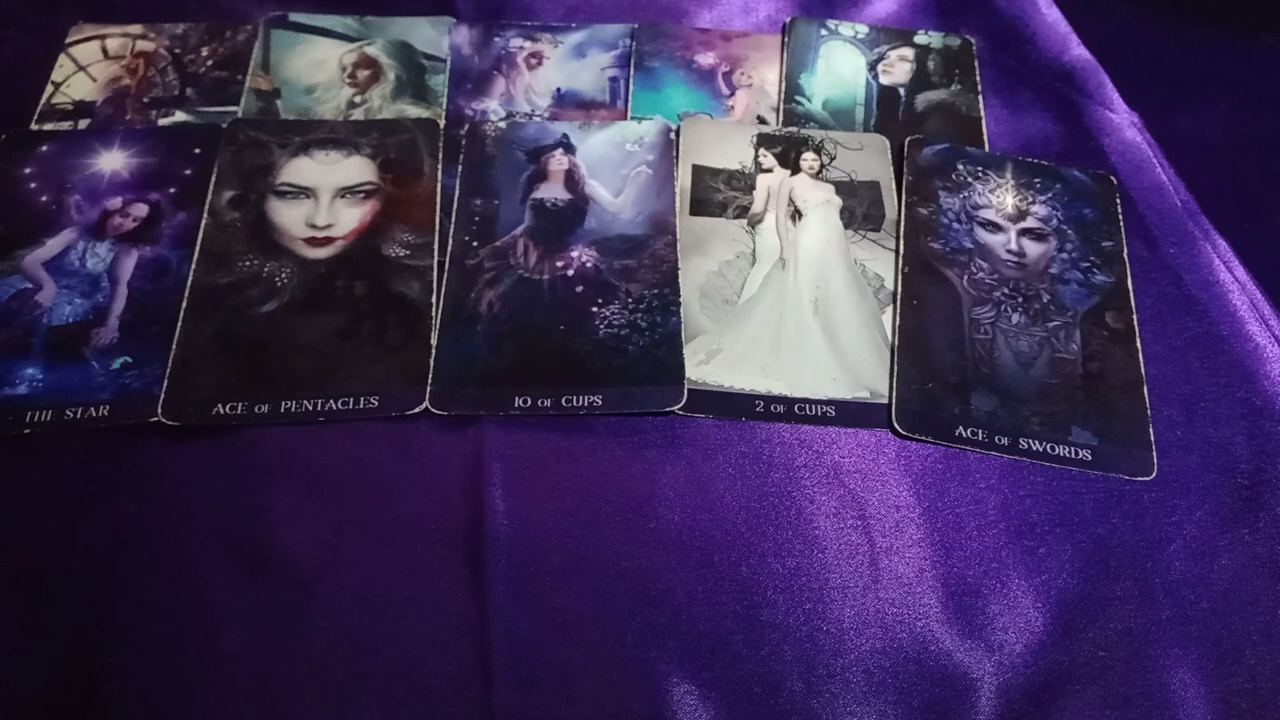 THE STAR
ACE OF PENTACLES
10 OF CUPS
2 OF CUPS
ACE OF SWORDS